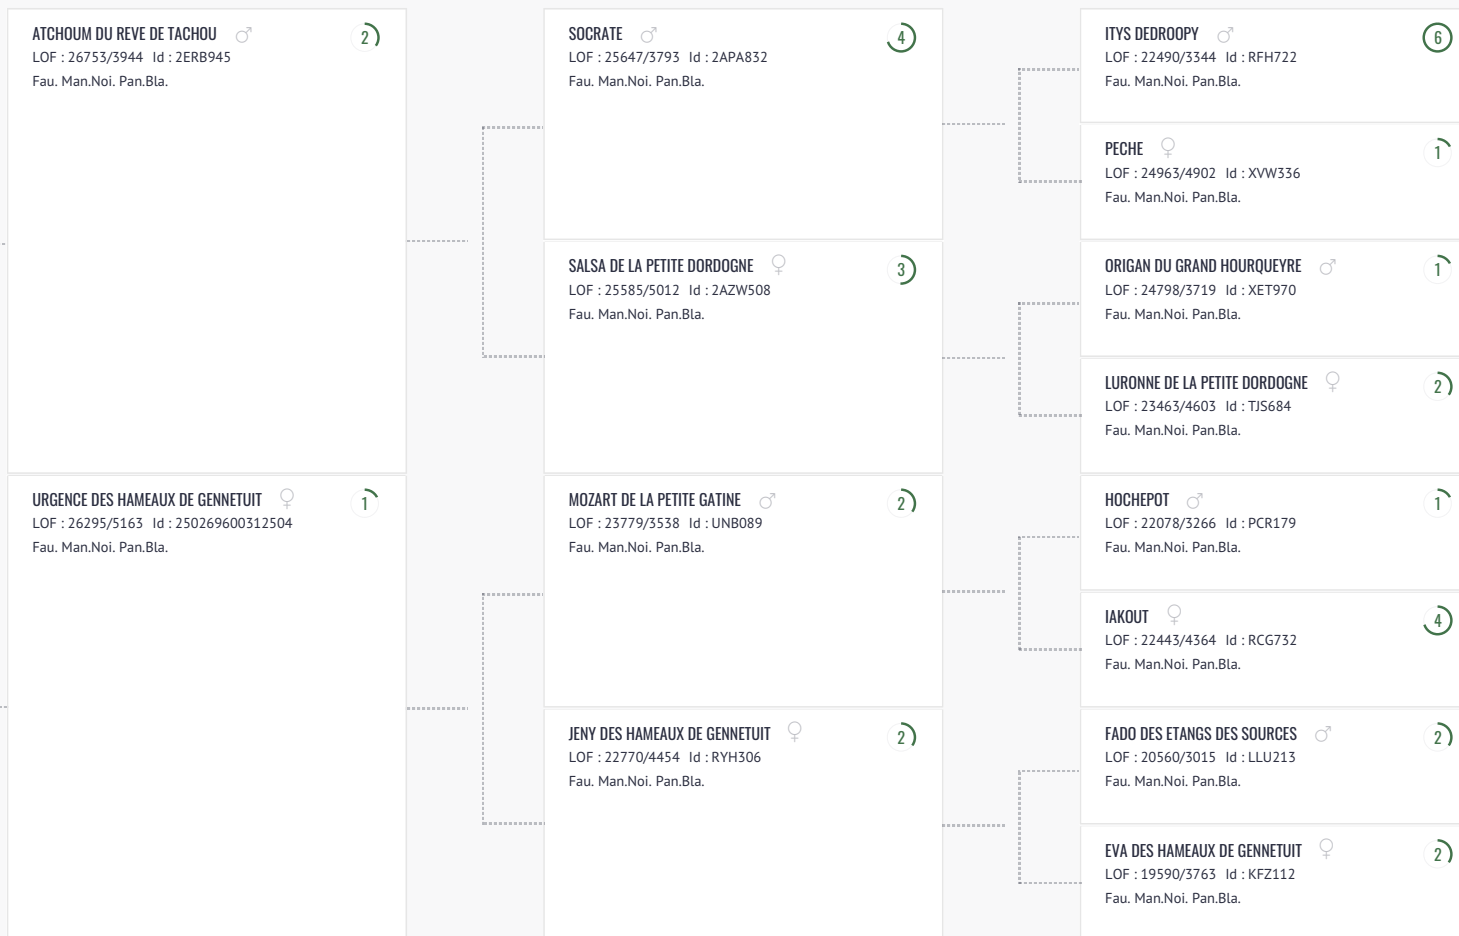 ATCHOUM DU REVE DE TACHOU
2
LOF : 26753/3944 Id : 2ERB945
Fau. Man.Noi. Pan.Bla.
URGENCE DES HAMEAUX DE GENNETUIT
1
LOF : 26295/5163 Id : 250269600312504
Fau. Man.Noi. Pan.Bla.
SOCRATE
4
LOF : 25647/3793 Id : 2APA832
Fau. Man.Noi. Pan.Bla.
SALSA DE LA PETITE DORDOGNE
3
LOF : 25585/5012 Id : 2AZW508
Fau. Man.Noi. Pan.Bla.
MOZART DE LA PETITE GATINE
2
LOF : 23779/3538 Id : UNB089
Fau. Man.Noi. Pan.Bla.
JENY DES HAMEAUX DE GENNETUIT
2
LOF : 22770/4454 Id : RYH306
Fau. Man.Noi. Pan.Bla.
ITYS DEDROOPY
6
LOF : 22490/3344 Id : RFH722
Fau. Man.Noi. Pan.Bla.
PECHE
1
LOF : 24963/4902 Id : XVW336
Fau. Man.Noi. Pan.Bla.
ORIGAN DU GRAND HOURQUEYRE
1
LOF : 24798/3719 Id : XET970
Fau. Man.Noi. Pan.Bla.
LURONNE DE LA PETITE DORDOGNE
2
LOF : 23463/4603 Id : TJS684
Fau. Man.Noi. Pan.Bla.
HOCHEPOT
1
LOF : 22078/3266 Id : PCR179
Fau. Man.Noi. Pan.Bla.
IAKOUT
4
LOF : 22443/4364 Id : RCG732
Fau. Man.Noi. Pan.Bla.
FADO DES ETANGS DES SOURCES
2
LOF : 20560/3015 Id : LLU213
Fau. Man.Noi. Pan.Bla.
EVA DES HAMEAUX DE GENNETUIT
2
LOF : 19590/3763 Id : KFZ112
Fau. Man.Noi. Pan.Bla.